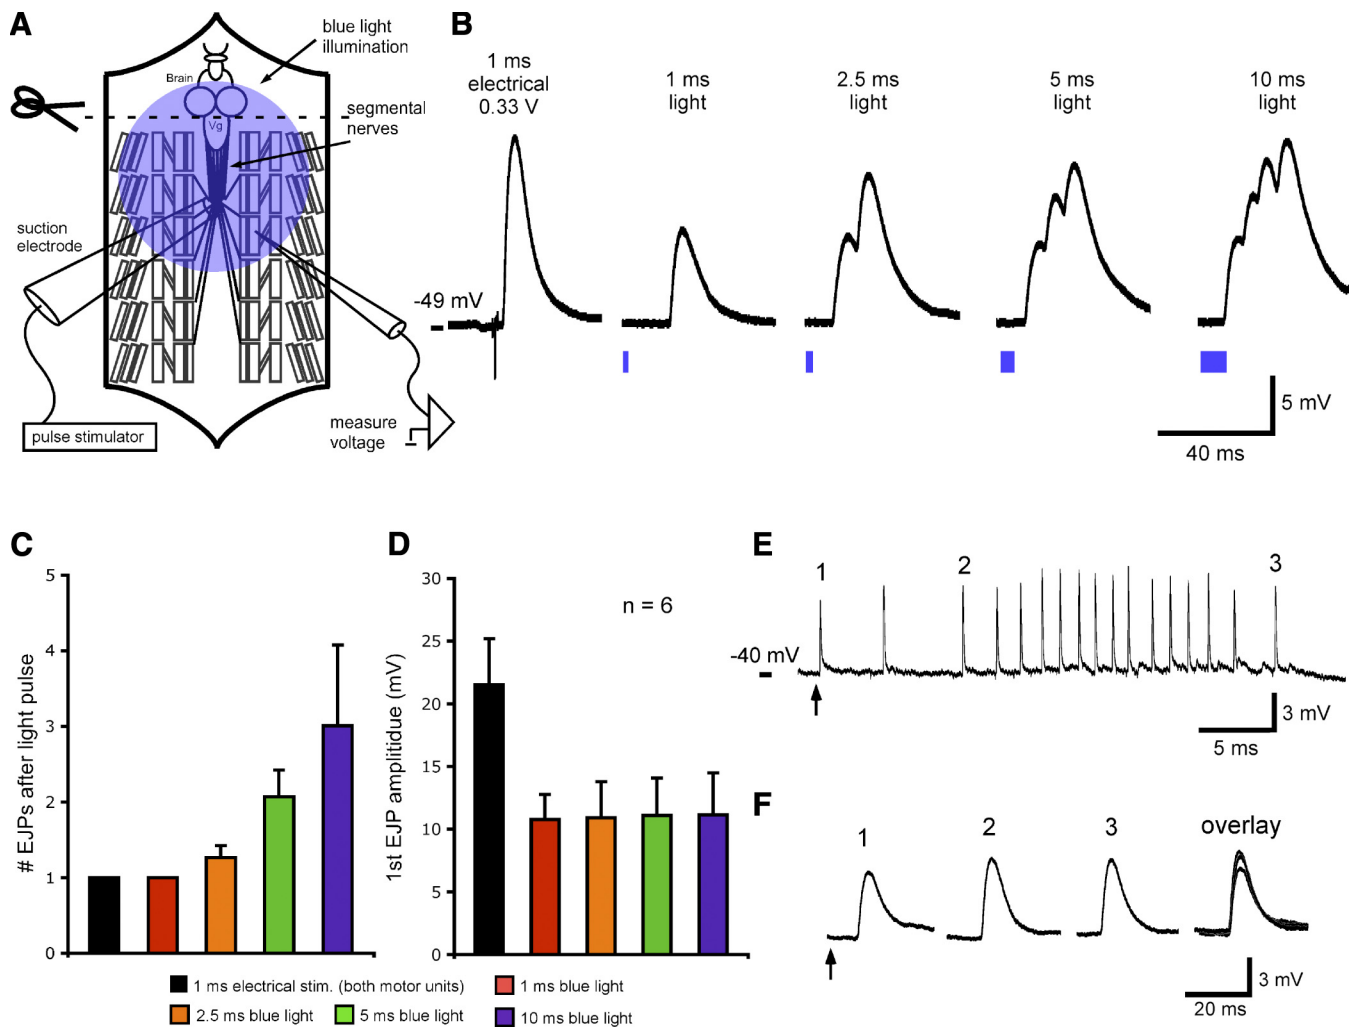 A
blue light
illumination
Brain
segmental
nerves
Vg
suction
electrode
pulse stimulator
measure
voltage
B
1 ms
electrical
0.33 V
1 ms
light
2.5 ms
light
5 ms
light
10 ms
light
-49 mV
5 mV
40 ms
C
# EJPs after light pulse
5
4
3
2
1
0
D
1st EJP amplitidue (mV)
30
25
20
15
10
5
0
n = 6
1 ms electrical stim. (both motor units)
1 ms blue light
2.5 ms blue light
5 ms blue light
10 ms blue light
E
1
2
3
-40 mV
3 mV
5 ms
F
1
2
3
overlay
3 mV
20 ms